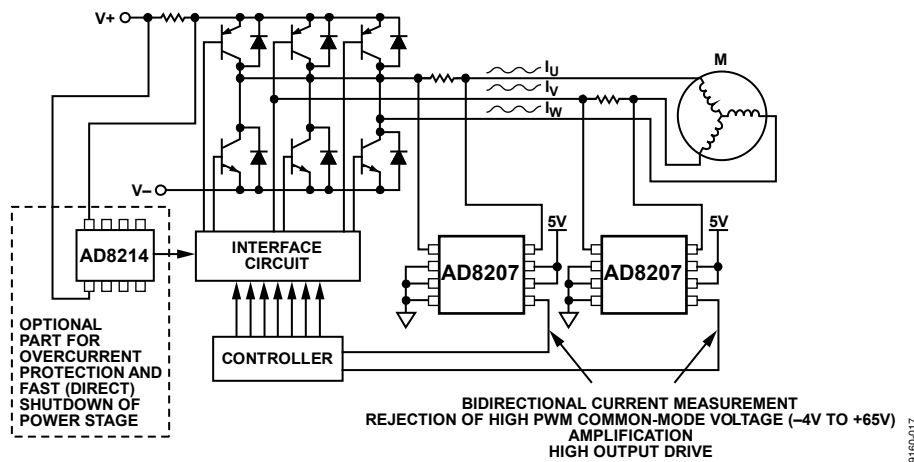 V+
M
IU
IV
IW
V–
5V
5V
AD8214
INTERFACE
CIRCUIT
AD8207
AD8207
OPTIONAL
PART FOR
OVERCURRENT
PROTECTION AND
FAST (DIRECT)
SHUTDOWN OF
POWER STAGE
CONTROLLER
BIDIRECTIONAL CURRENT MEASUREMENT
REJECTION OF HIGH PWM COMMON-MODE VOLTAGE (–4V TO +65V)
AMPLIFICATION
HIGH OUTPUT DRIVE
9160-017